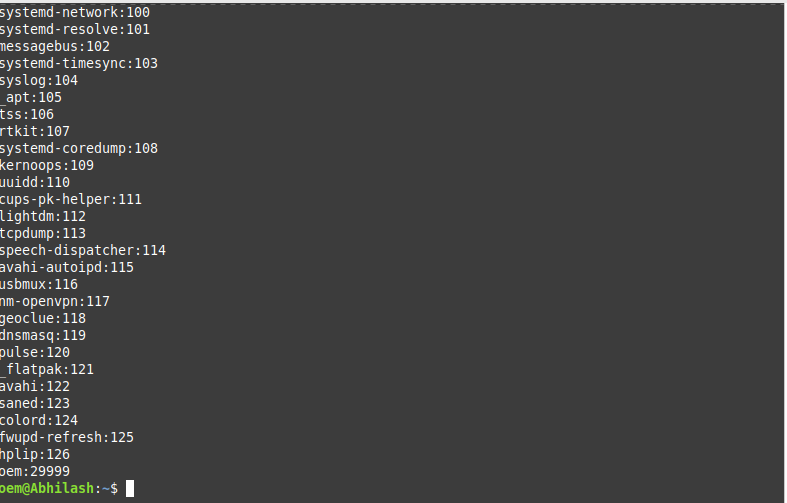 systemd-network:100
systemd-resolve:101
messagebus:102
systemd-timesync:103
syslog:104
_apt:105
tss:106
rtkit:107
systemd-coredump:108
kernoops:109
uuidd:110
cups-pk-helper:111
lightdm:112
tcpdump:113
speech-dispatcher:114
avahi-autoipd:115
usbmux:116
nm-openvpn:117
geoclue:118
dnsmasq:119
pulse:120
_flatpak:121
avahi:122
saned:123
colord:124
fwupd-refresh:125
hplip:126
oem:29999
oem@Abhilash:~$